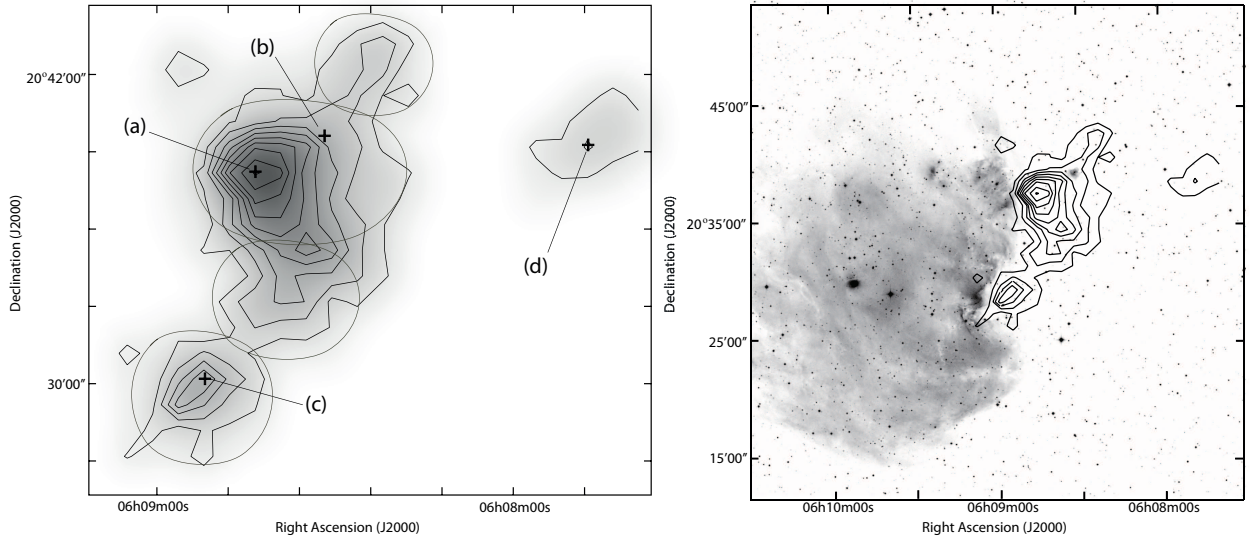 (b)
20°42′00″
(a)
(d)
30′00″
(c)
06h09m00s
06h08m00s
Right Ascension (J2000)
Declination (J2000)
45′00″
20°35′00″
25′00″
15′00″
06h10m00s
06h09m00s
06h08m00s
Right Ascension (J2000)
Declination (J2000)